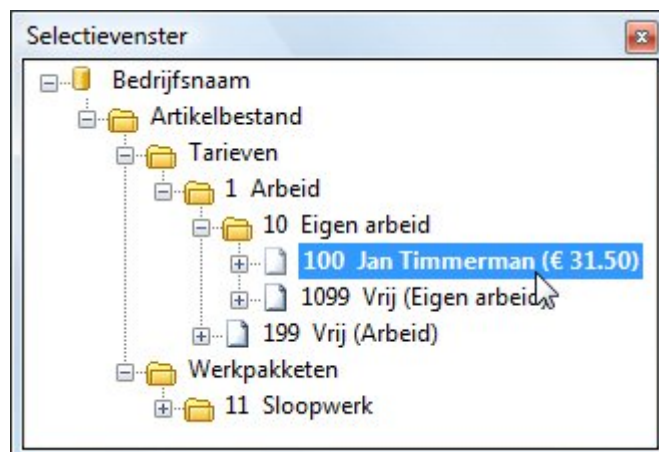 Selectievenster
Bedrijfsnaam
Artikelbestand
Tarieven
1 Arbeid
10 Eigen arbeid
100 Jan Timmerman (€ 31.50)
1099 Vrij (Eigen arbeid)
199 Vrij (Arbeid)
Werkpakketen
11 Sloopwerk